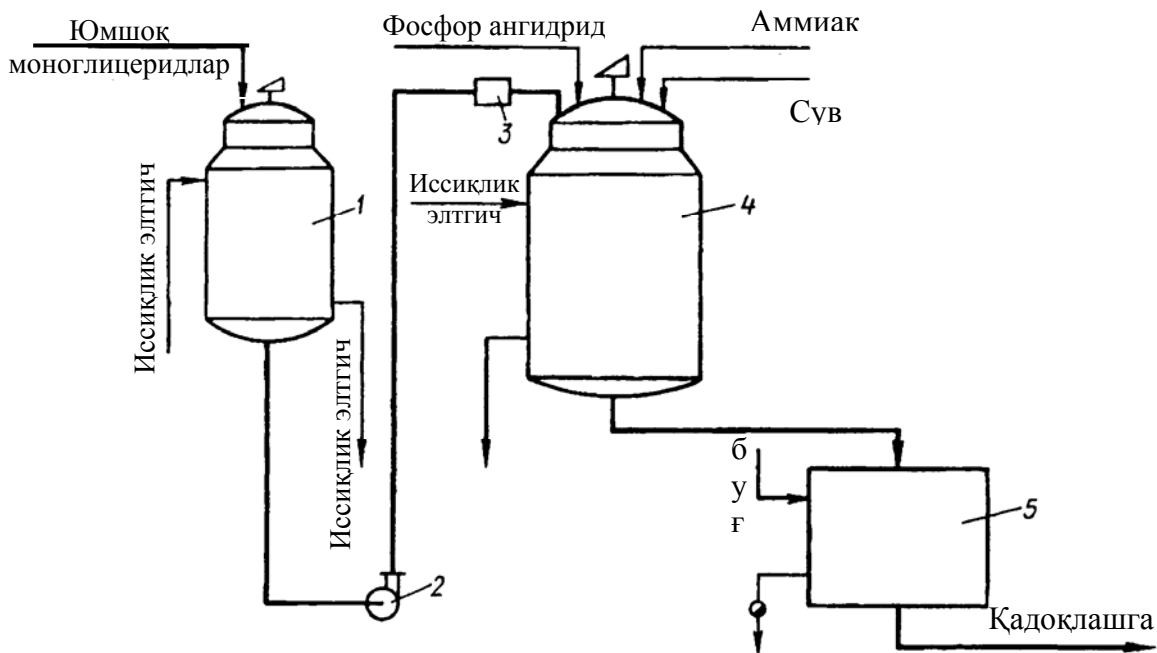 Юмшоқ
моноглицеридлар
Фосфор ангидрид
Аммиак
Сув
3
Иссиқлик элтгич
1
Иссиқлик
элтгич
4
Иссиқлик элтгич
2
б
у
ғ
5
Қадоқлашга